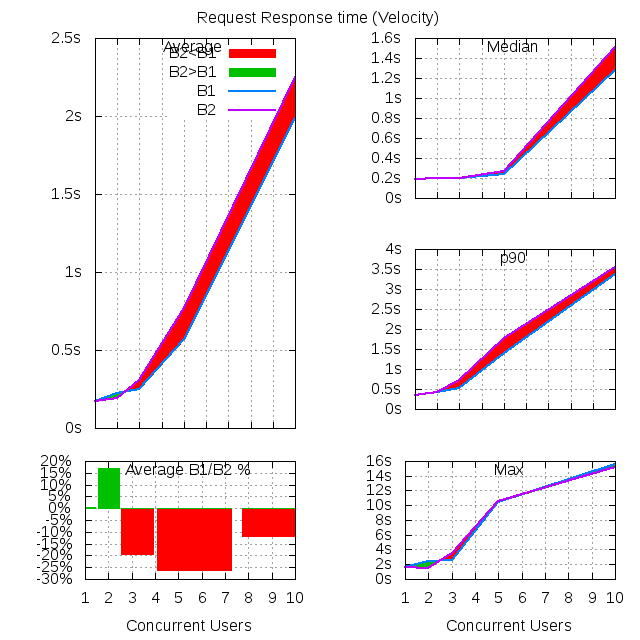 Request Response time (Velocity)
Average
B2<B1
B2>B1
B1
B2
2.5s
2s
1.5s
1s
0.5s
0s
Median
1.6s
1.4s
1.2s
1s
0.8s
0.6s
0.4s
0.2s
0s
p90
4s
3.5s
3s
2.5s
2s
1.5s
1s
0.5s
0s
Average B1/B2 %
20%
15%
10%
5%
0%
-5%
-10%
-15%
-20%
-25%
-30%
1 2 3 4 5 6 7 8 9 10
Concurrent Users
Max
16s
14s
12s
10s
8s
6s
4s
2s
0s
1 2 3 4 5 6 7 8 9 10
Concurrent Users